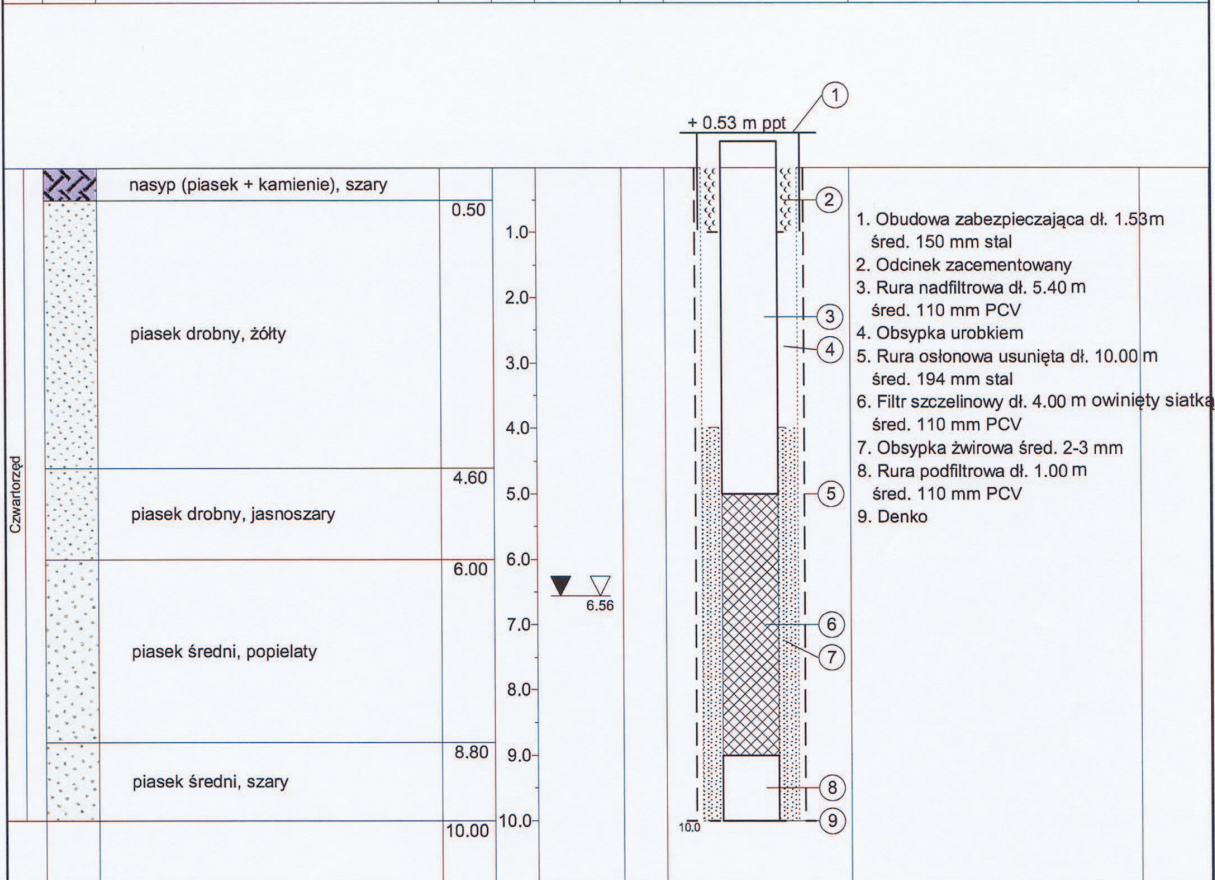 1
+ 0.53 m ppt
nasyp (piasek + kamienie), szary
0.50
2
1.0
1. Obudowa zabezpieczająca dł. 1.53m
śred. 150 mm stal
2. Odcinek zacementowany
3. Rura nadfiltrowa dł. 5.40 m
śred. 110 mm PCV
4. Obsypka urobkiem
5. Rura osłonowa usunięta dł. 10.00 m
śred. 194 mm stal
6. Filtr szczelinowy dł. 4.00 m owinięty siatką
śred. 110 mm PCV
7. Obsypka żwirowa śred. 2-3 mm
8. Rura podfiltrowa dł. 1.00 m
śred. 110 mm PCV
9. Denko
2.0
3
piasek drobny, żółty
4
3.0
4.0
Czwartorzęd
4.60
5.0
5
piasek drobny, jasnoszary
6.0
6.00
6.56
7.0
6
piasek średni, popielaty
7
8.0
8.80
9.0
piasek średni, szary
8
10.00
10.0
10.0
9